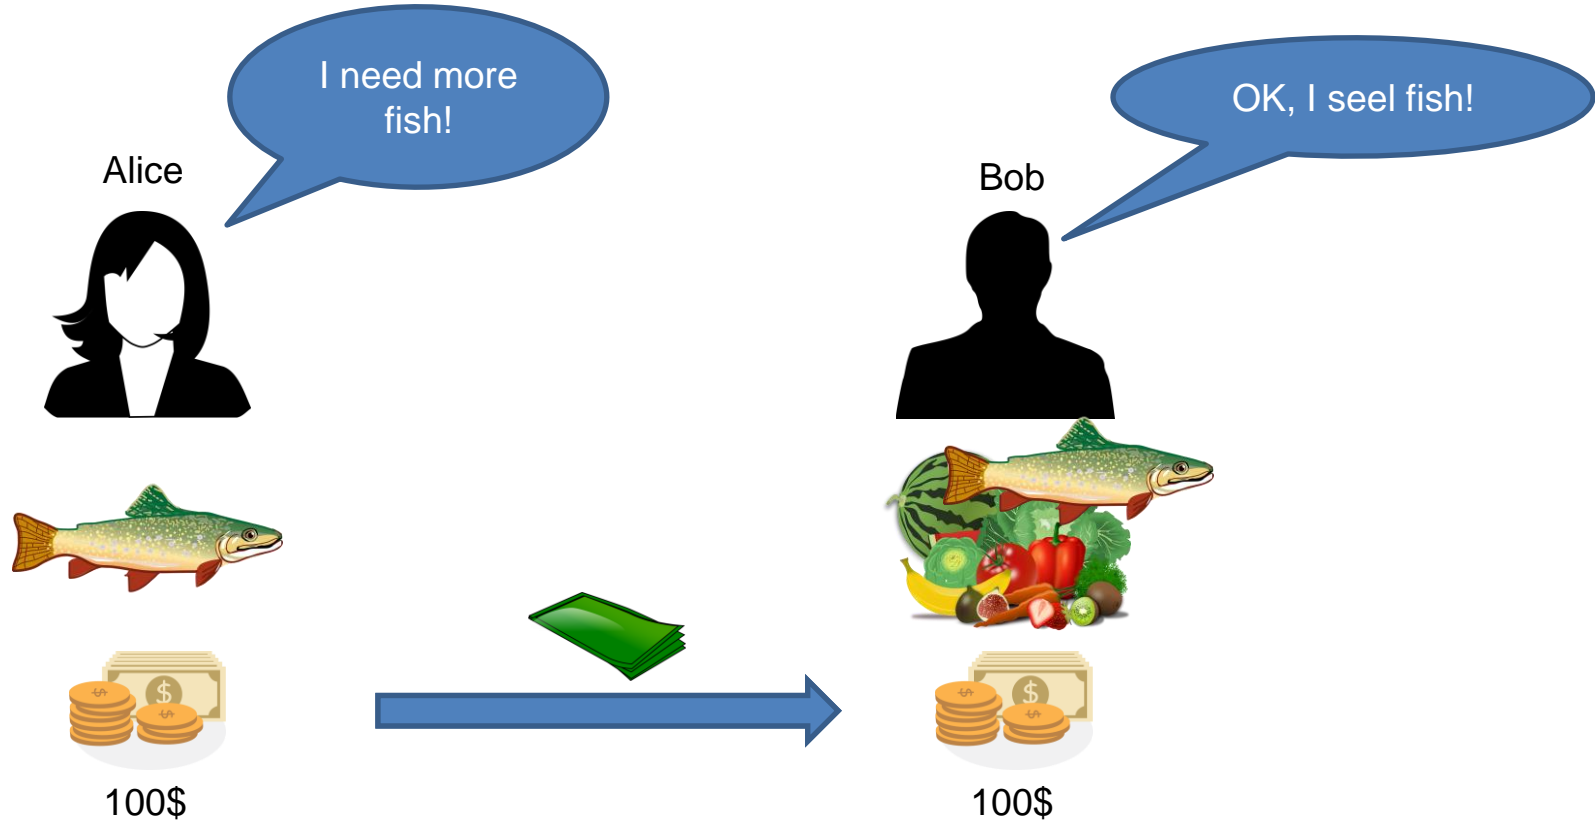 I need more
fish!
OK, I seel fish!
Alice
Bob
100$
100$